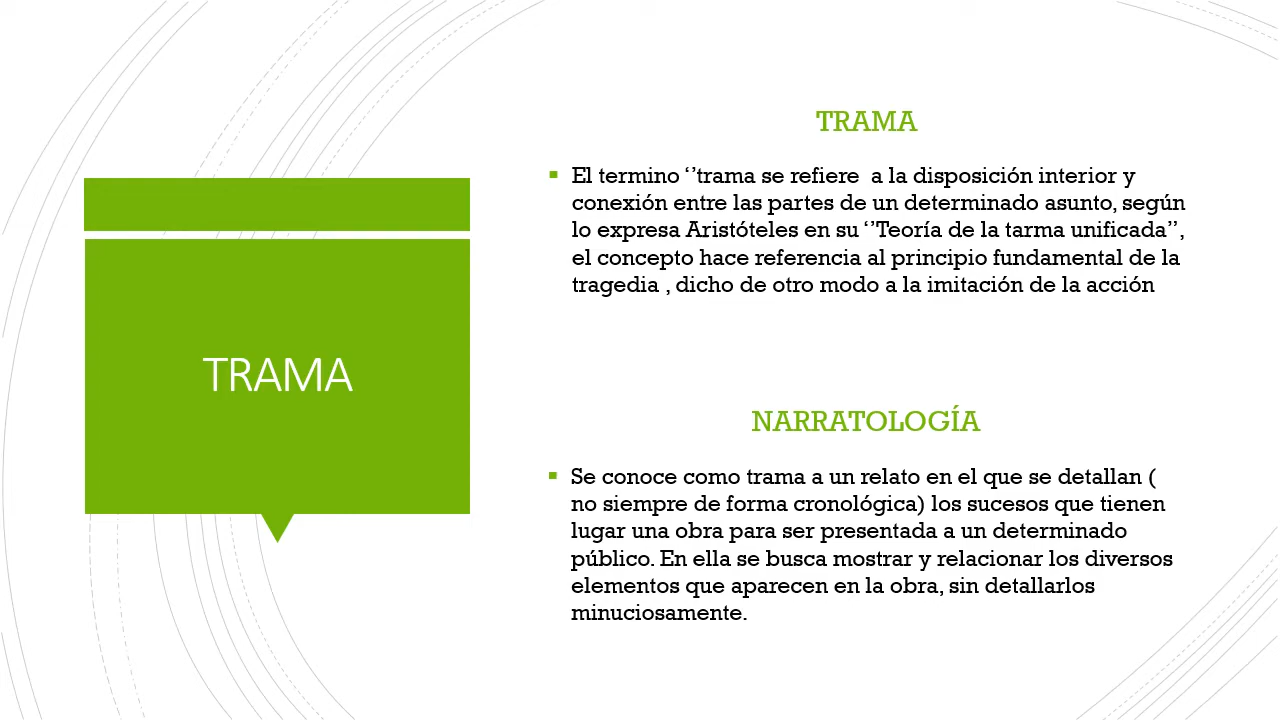 TRAMA
TRAMA
El termino ‘’trama se refiere  a la disposición interior y
conexión entre las partes de un determinado asunto, según
lo expresa Aristóteles en su ‘’Teoría de la tarma unificada’’,
el concepto hace referencia al principio fundamental de la
tragedia , dicho de otro modo a la imitación de la acción
NARRATOLOGÍA
Se conoce como trama a un relato en el que se detallan (
no siempre de forma cronológica) los sucesos que tienen
lugar una obra para ser presentada a un determinado
público. En ella se busca mostrar y relacionar los diversos
elementos que aparecen en la obra, sin detallarlos
minuciosamente.